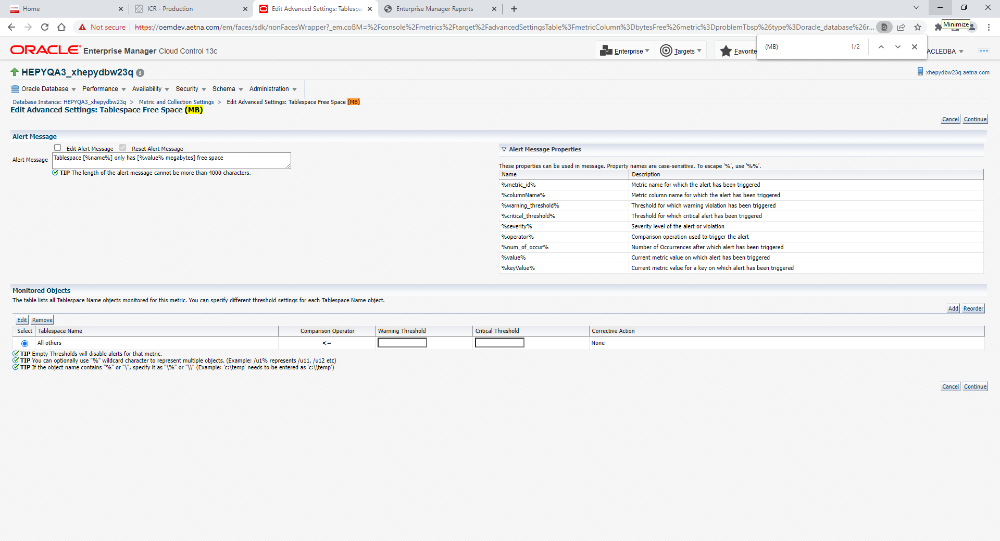 Home
ICR - Production
Edit Advanced Settings: Tablespa
Enterprise Manager Reports
Not secure
https://oemdev.aetna.com/em/faces/sdk/nonFacesWrapper?_em.coBM=%2Fconsole%2Fmetrics%2Ftarget%2FadvancedSettingsTable%3FmetricColumn%3DbytesFree%26metric%3DproblemTbsp%26type%3Doracle_database%26r...
Minimize
ORACLE Enterprise Manager Cloud Control 13c
Enterprise
Targets
Favorite
(MB)
1/2
ACLEDBA
HEPYQA3_xhepydbw23q
xhepydbw23q.aetna.com
Oracle Database Performance Availability Security Schema Administration
Database Instance: HEPYQA3_xhepydbw23q > Metric and Collection Settings > Edit Advanced Settings: Tablespace Free Space (MB)
Edit Advanced Settings: Tablespace Free Space (MB)
Cancel Continue
Alert Message
Edit Alert Message Reset Alert Message
Alert Message
Tablespace [%name%] only has [%value% megabytes] free space
TIP The length of the alert message cannot be more than 4000 characters.
Alert Message Properties
These properties can be used in message. Property names are case-sensitive. To escape '%', use '%%'.
Name Description
%metric_id% Metric name for which the alert has been triggered
%columnName% Metric column name for which the alert has been triggered
%warning_threshold% Threshold for which warning violation has been triggered
%critical_threshold% Threshold for which critical alert has been triggered
%severity% Severity level of the alert or violation
%operator% Comparison operation used to trigger the alert
%num_of_occur% Number of Occurrences after which alert has been triggered
%value% Current metric value on which alert has been triggered
%keyValue% Current metric value for a key on which alert has been triggered
Monitored Objects
The table lists all Tablespace Name objects monitored for this metric. You can specify different threshold settings for each Tablespace Name object.
Add Reorder
Edit Remove
Select Tablespace Name Comparison Operator Warning Threshold Critical Threshold Corrective Action
All others <= None
TIP Empty Thresholds will disable alerts for that metric.
TIP You can optionally use "%" wildcard character to represent multiple objects. (Example: /u1% represents /u11, /u12 etc)
TIP If the object name contains "%" or "\", specify it as "\%" or "\\" (Example: 'c:\temp' needs to be entered as 'c:\\temp')
Cancel Continue